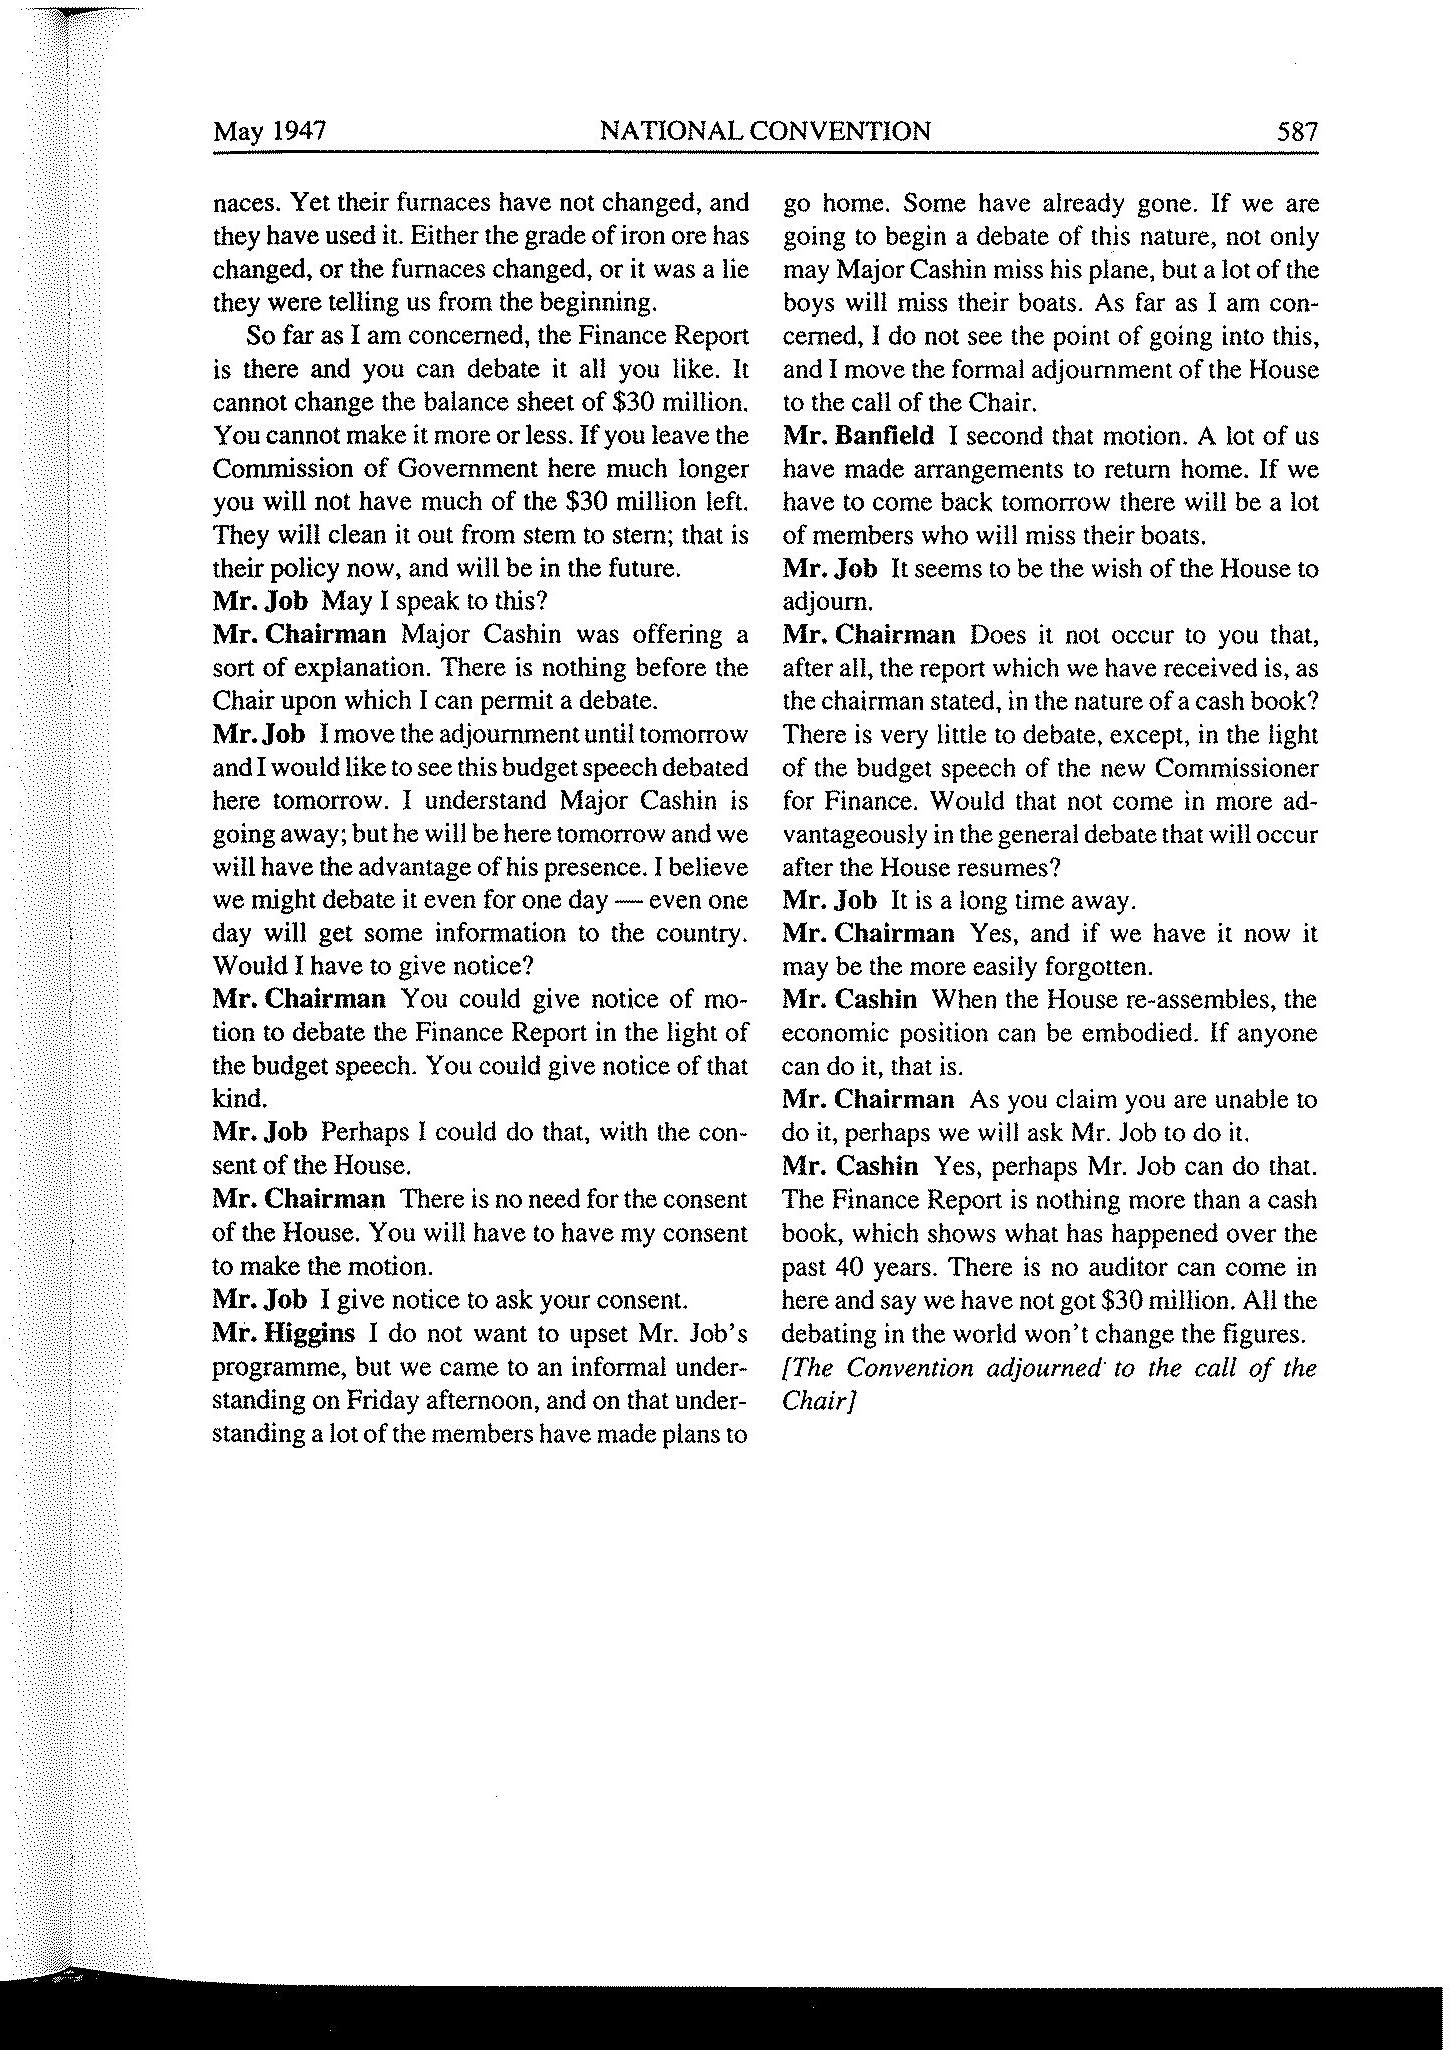 May 1947 NATIONAL CONVENTION 587
naces. Yet their furnaces have not changed, and
they have used it. Either the grade of iron ore has
changed, or the furnaces changed, or it was a lie
they were telling us from the beginning.
So far as I am concerned, the Finance Report
is there and you can debate it all you like. It
cannot change the balance sheet of $30 million.
You cannot make it more or less. If you leave the
Commission of Government here much longer
you will not have much of the $30 million left.
They will clean it out from stem to stern; that is
their policy now, and will be in the future.
Mr. Job May I speak to this?
Mr. Chairman Major Cashin was offering a
sort of explanation. There is nothing before the
Chair upon which I can permit a debate.
Mr. Job I move the adjournment until tomorrow
and I would like to see this budget speech debated
here tomorrow. I understand Major Cashin is
going away; but he will be here tomorrow and we
will have the advantage of his presence. I believe
we might debate it even for one day — even one
day will get some information to the country.
Would I have to give notice?
Mr. Chairman You could give notice of mo-
tion to debate the Finance Report in the light of
the budget speech. You could give notice of that
kind.
Mr. Job Perhaps I could do that, with the con-
sent of the House.
Mr. Chairman There is no need for the consent
of the House. You will have to have my consent
to make the motion.
Mr. Job I give notice to ask your consent.
Mr. Higgins I do not want to upset Mr. Job's
programme, but we came to an informal under-
standing on Friday afternoon, and on that under-
standing a lot of the members have made plans to
go home. Some have already gone. If we are
going to begin a debate of this nature, not only
may Major Cashin miss his plane, but a lot of the
boys will miss their boats. As far as I am con-
cerned, I do not see the point of going into this,
and I move the formal adjournment of the House
to the call of the Chair.
Mr. Banfield I second that motion. A lot of us
have made arrangements to return home. If we
have to come back tomorrow there will be a lot
of members who will miss their boats.
Mr. Job It seems to be the wish of the House to
adjourn.
Mr. Chairman Does it not occur to you that,
after all, the report which we have received is, as
the chairman stated, in the nature of a cash book?
There is very little to debate, except, in the light
of the budget speech of the new Commissioner
for Finance. Would that not come in more ad-
vantageously in the general debate that will occur
after the House resumes?
Mr. Job It is a long time away.
Mr. Chairman Yes, and if we have it now it
may be the more easily forgotten.
Mr. Cashin When the House re-assembles, the
economic position can be embodied. If anyone
can do it, that is.
Mr. Chairman As you claim you are unable to
do it, perhaps we will ask Mr. Job to do it.
Mr. Cashin Yes, perhaps Mr. Job can do that.
The Finance Report is nothing more than a cash
book, which shows what has happened over the
past 40 years. There is no auditor can come in
here and say we have not got $30 million. All the
debating in the world won't change the figures.
[The Convention adjourned to the call of the
Chair]